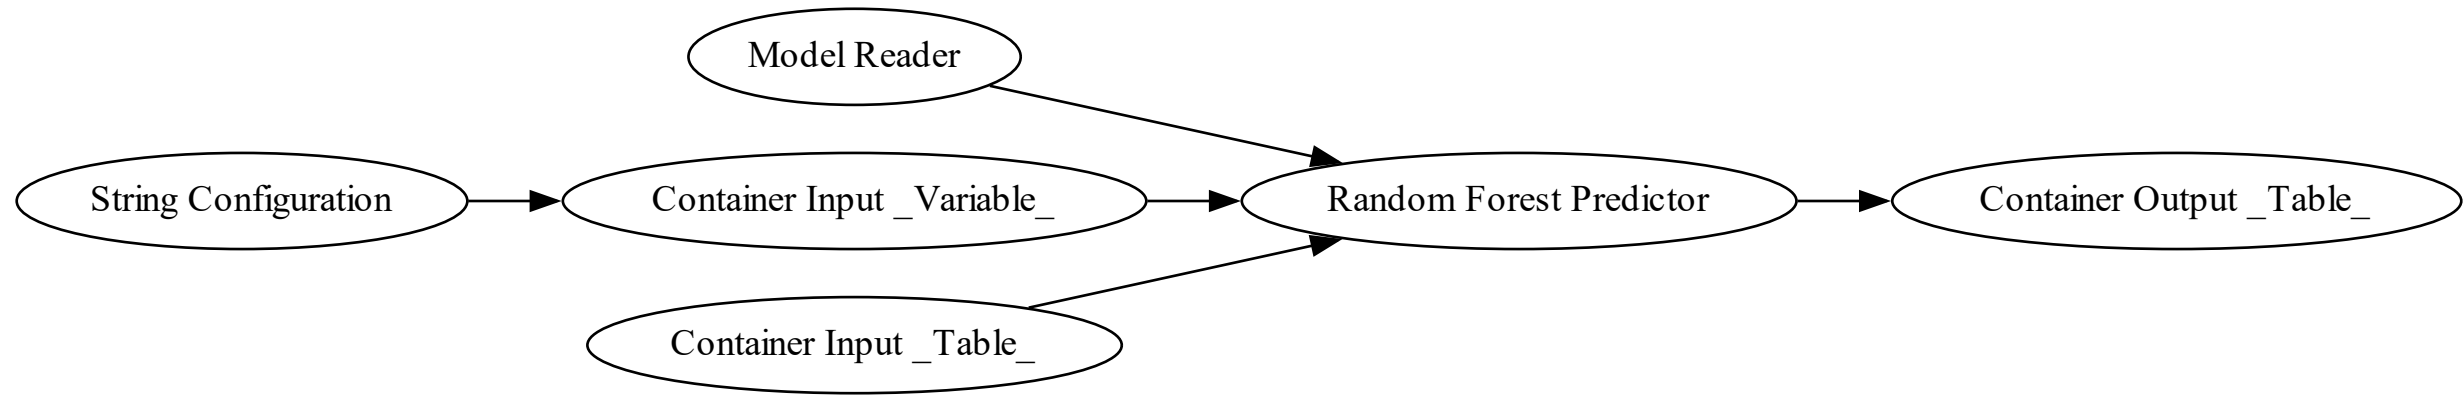 Model Reader
String Configuration
Container Input _Variable_
Random Forest Predictor
Container Output _Table_
Container Input _Table_